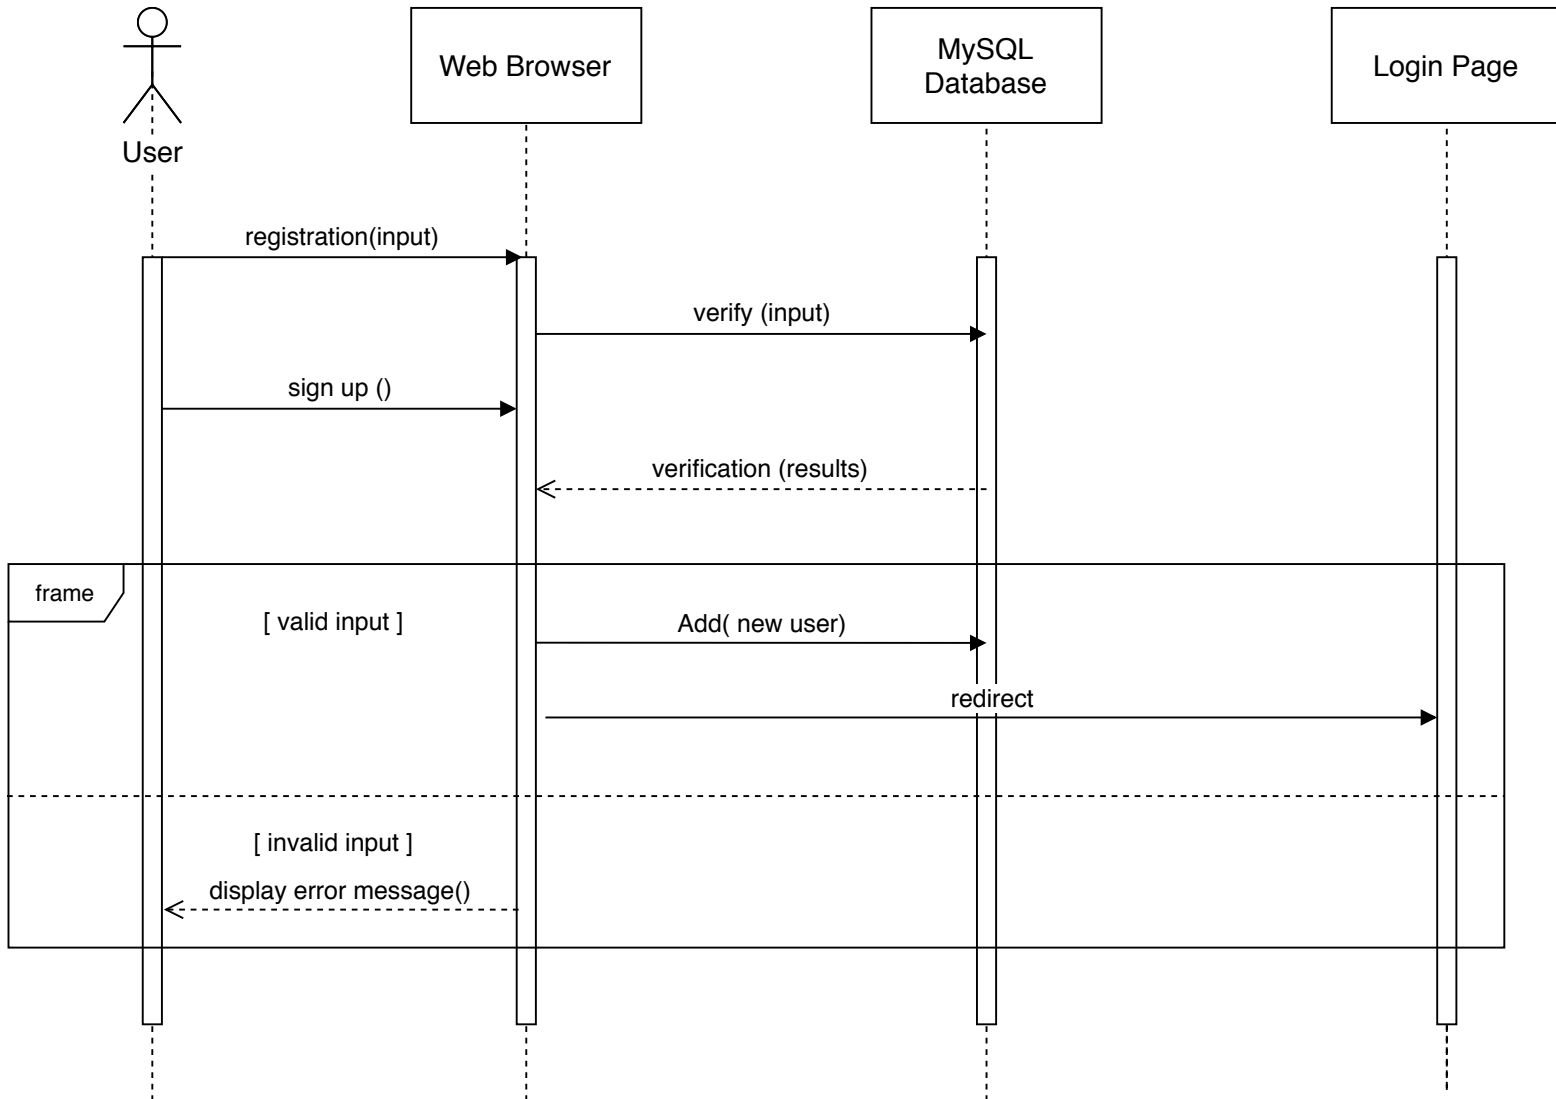 User
Web Browser
MySQL
Database
Login Page
registration(input)
verify (input)
sign up ()
verification (results)
frame
[ valid input ]
Add( new user)
redirect
[ invalid input ]
display error message()